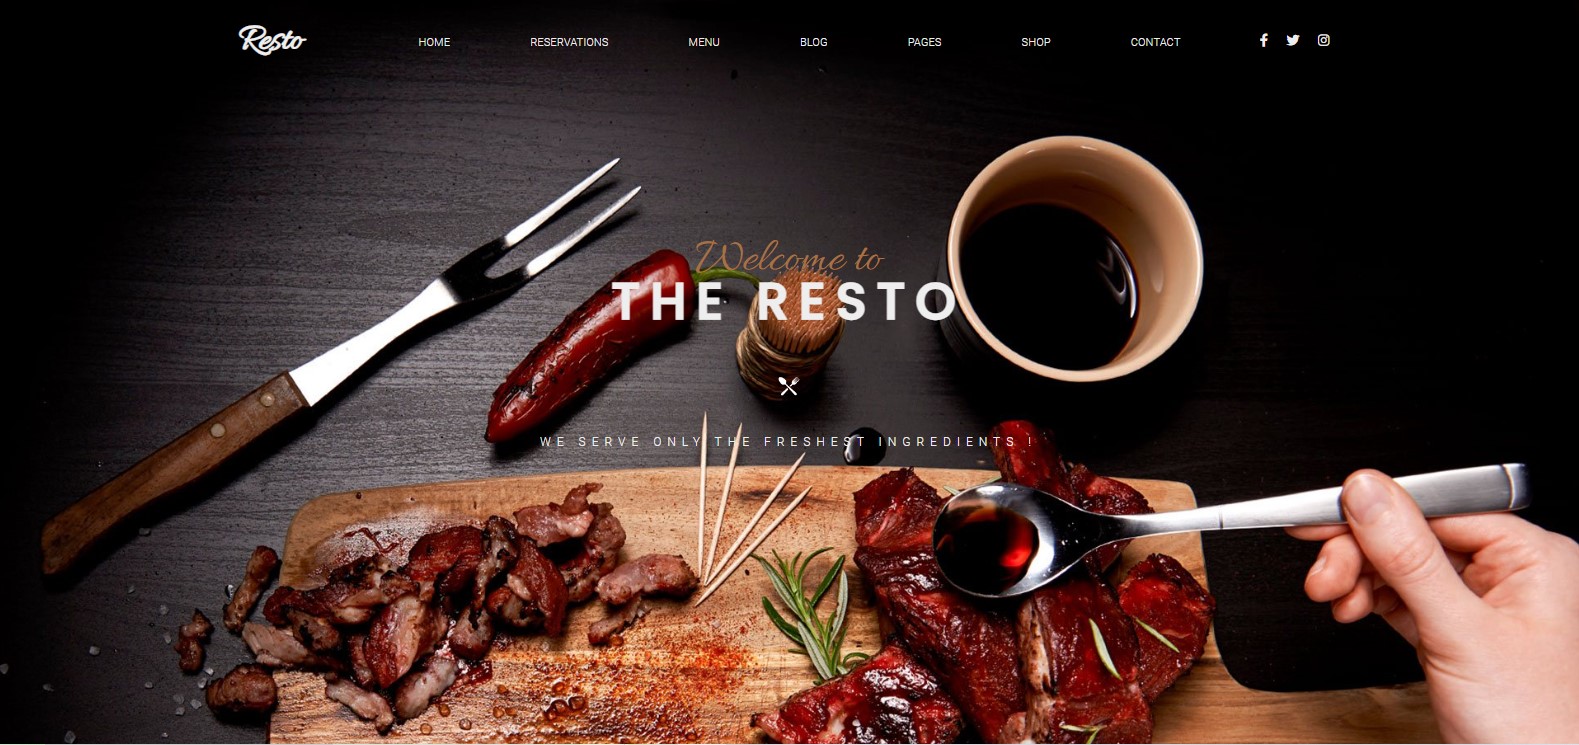 Resto
HOME RESERVATIONS MENU BLOG PAGES SHOP CONTACT
Welcome to
THE RESTO
WE SERVE ONLY THE FRESHEST INGREDIENTS !